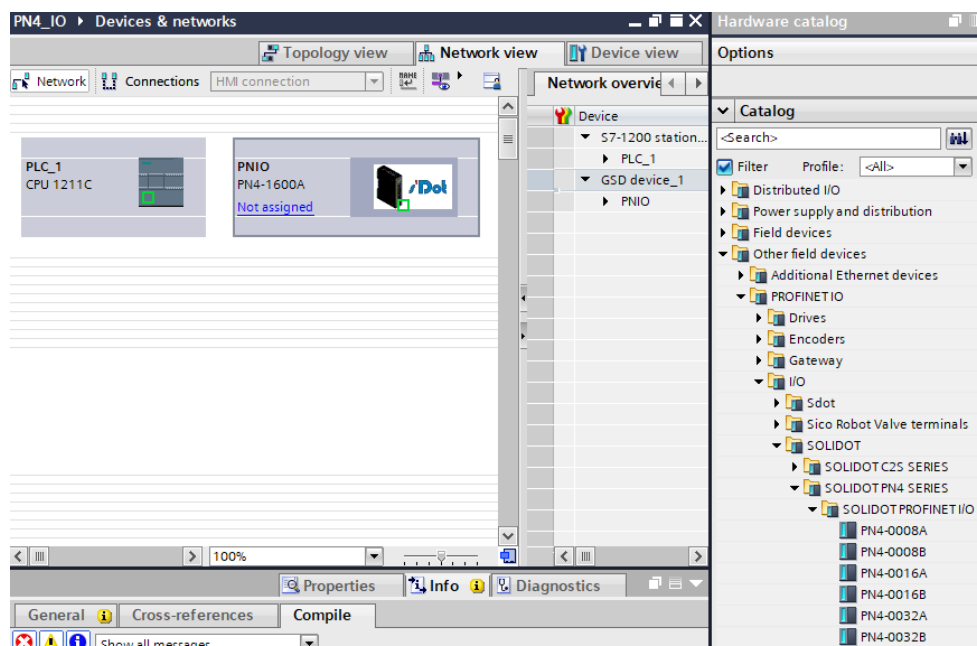 PN4_IO ▸ Devices & networks
Topology view
Network view
Device view
Network
Connections
HMI connection
PLC_1
CPU 1211C
PNIO
PN4-1600A
Not assigned
Dot
100%
Network overvie
Device
S7-1200 station...
PLC_1
GSD device_1
PNIO
Properties
Info
Diagnostics
General
Cross-references
Compile
Show all messages
Hardware catalog
Options
Catalog
<Search>
Filter Profile: <All>
Distributed I/O
Power supply and distribution
Field devices
Other field devices
Additional Ethernet devices
PROFINET IO
Drives
Encoders
Gateway
I/O
Sdot
Sico Robot Valve terminals
SOLIDOT
SOLIDOT C2S SERIES
SOLIDOT PN4 SERIES
SOLIDOT PROFINET I/O
PN4-0008A
PN4-0008B
PN4-0016A
PN4-0016B
PN4-0032A
PN4-0032B